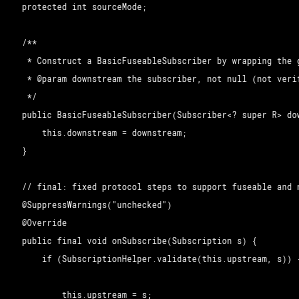 protected int sourceMode;
/**
* Construct a BasicFuseableSubscriber by wrapping the
* @param downstream the subscriber, not null (not
*/
public BasicFuseableSubscriber(Subscriber<? super R>
this.downstream = downstream;
}
// final: fixed protocol steps to support fuseable and
@SuppressWarnings("unchecked")
@Override
public final void onSubscribe(Subscription s) {
if (SubscriptionHelper.validate(this.upstream, s))
this.upstream = s;